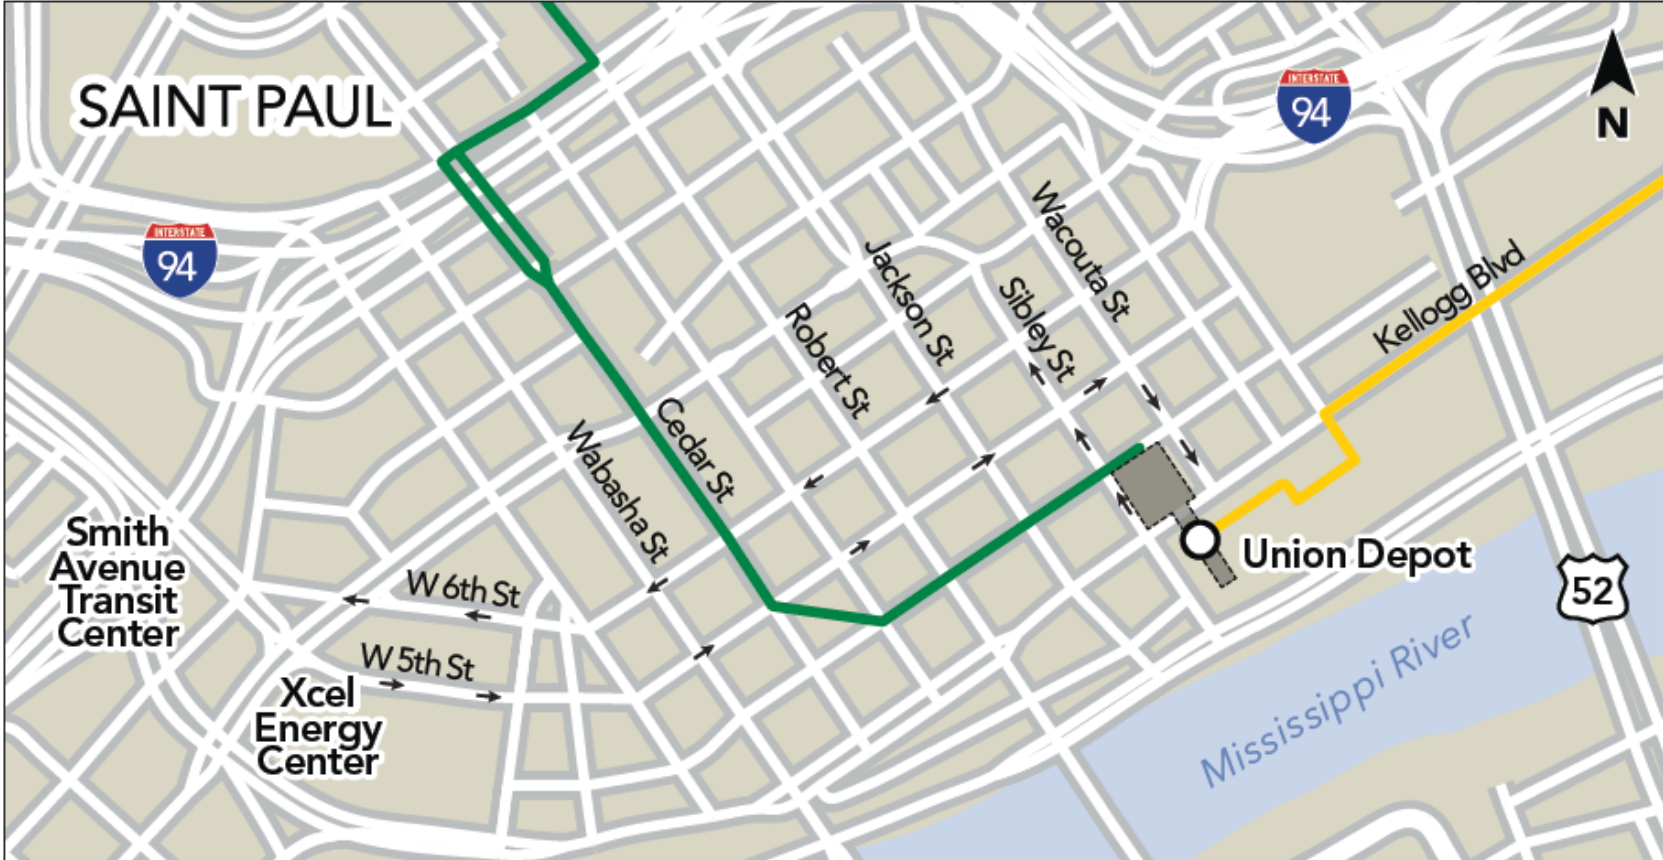 SAINT PAUL
INTERSTATE
94
N
INTERSTATE
94
Wacouta St
Jackson St
Sibley St
Kellogg Blvd
Robert St
Cedar St
Wabasha St
Smith
Avenue
Transit
Center
W 6th St
Union Depot
52
W 5th St
Xcel
Energy
Center
Mississippi River